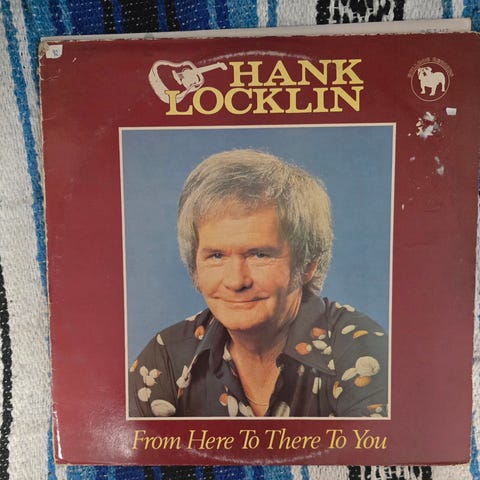 HANK
LOCKLIN
From Here To There To You